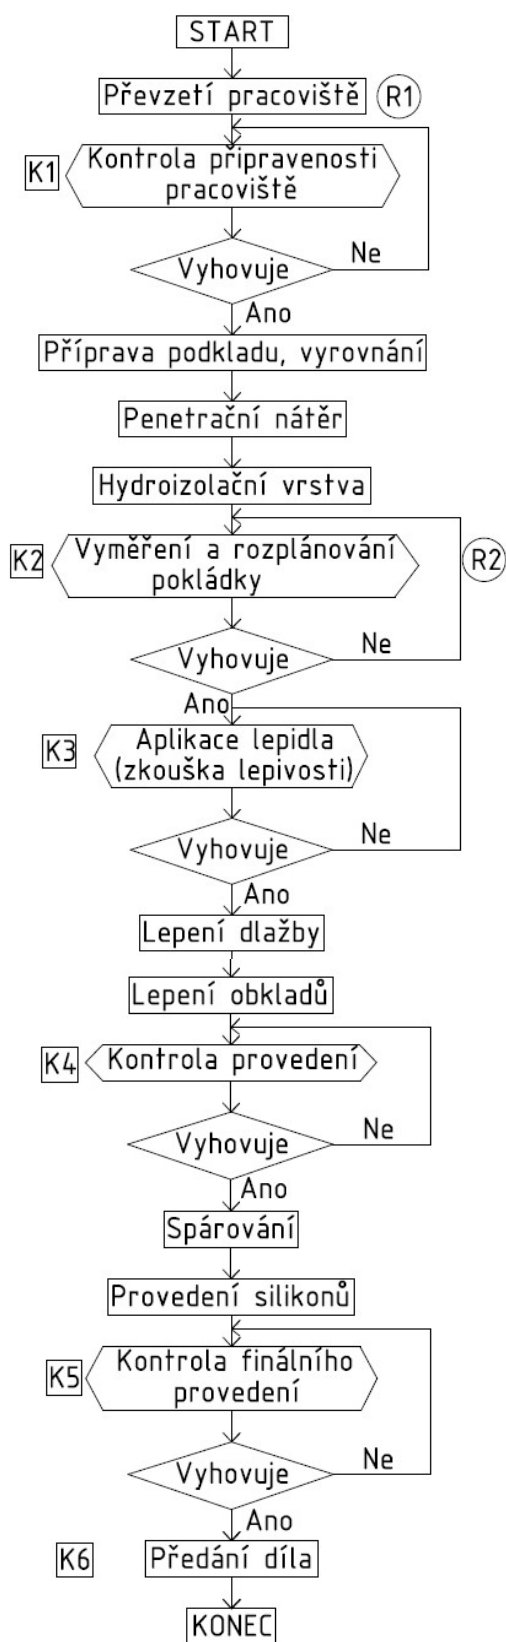 START
Převzetí pracoviště
R1
K1
Kontrola připravenosti
pracoviště
Vyhovuje
Ne
Ano
Příprava podkladu, vyrovnání
Penetrační nátěr
Hydroizolační vrstva
K2
Vyměření a rozplánování
pokládky
R2
Vyhovuje
Ne
Ano
K3
Aplikace lepidla
(zkouška lepivosti)
Vyhovuje
Ne
Ano
Lepení dlažby
Lepení obkladů
K4
Kontrola provedení
Vyhovuje
Ne
Ano
Spárování
Provedení silikonů
K5
Kontrola finálního
provedení
Vyhovuje
Ne
Ano
K6
Předání díla
KONEC